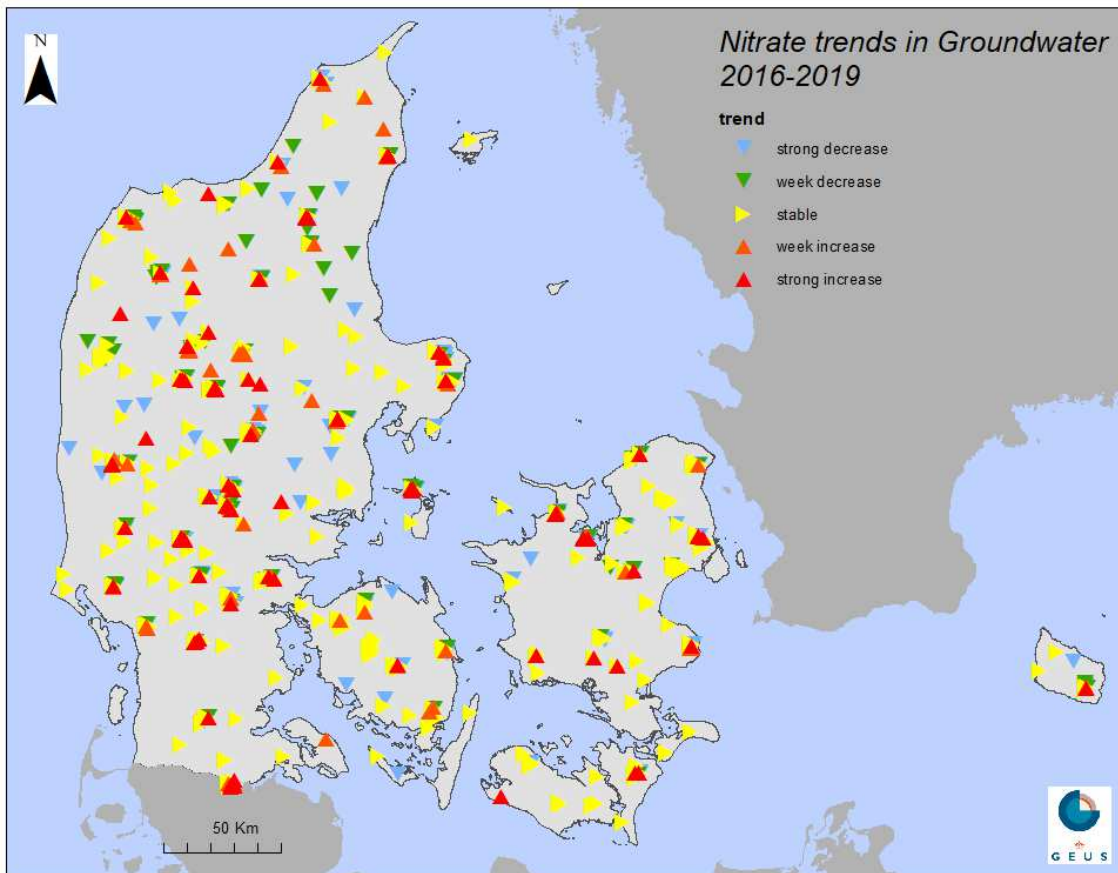 N
Nitrate trends in Groundwater
2016-2019
trend
strong decrease
week decrease
stable
week increase
strong increase
50 Km
GEUS